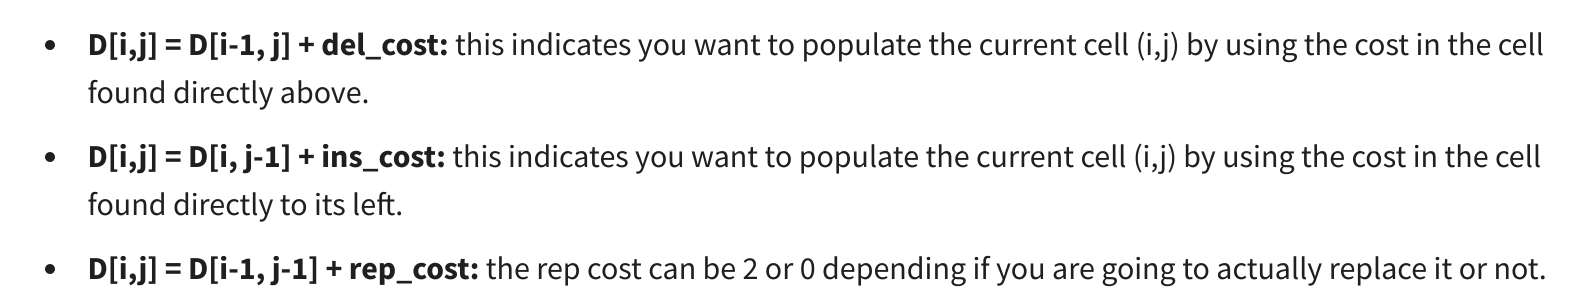 • D[i,j] = D[i-1, j] + del_cost: this indicates you want to populate the current cell (i,j) by using the cost in the cell
found directly above.
• D[i,j] = D[i, j-1] + ins_cost: this indicates you want to populate the current cell (i,j) by using the cost in the cell
found directly to its left.
• D[i,j] = D[i-1, j-1] + rep_cost: the rep cost can be 2 or 0 depending if you are going to actually replace it or not.